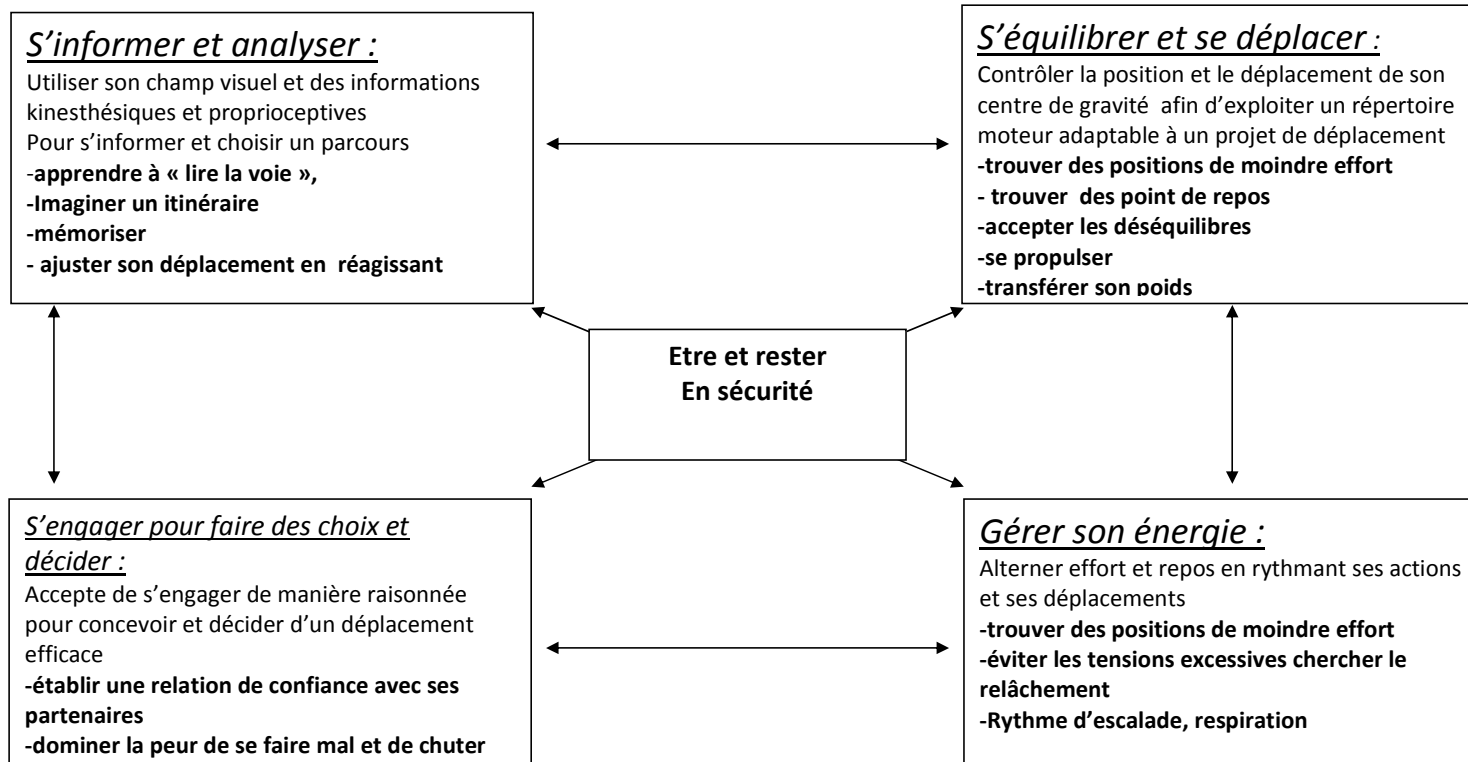 S’informer et analyser :
Utiliser son champ visuel et des informations
kinesthésiques et proprioceptives
Pour s’informer et choisir un parcours
-apprendre à « lire la voie »,
-Imaginer un itinéraire
-mémoriser
- ajuster son déplacement en  réagissant
S’équilibrer et se déplacer :
Contrôler la position et le déplacement de son
centre de gravité  afin d’exploiter un répertoire
moteur adaptable à un projet de déplacement
-trouver des positions de moindre effort
- trouver  des point de repos
-accepter les déséquilibres
-se propulser
-transférer son poids
Etre et rester
En sécurité
S’engager pour faire des choix et
décider :
Accepte de s’engager de manière raisonnée
pour concevoir et décider d’un déplacement
efficace
-établir une relation de confiance avec ses
partenaires
-dominer la peur de se faire mal et de chuter
Gérer son énergie :
Alterner effort et repos en rythmant ses actions
et ses déplacements
-trouver des positions de moindre effort
-éviter les tensions excessives chercher le
relâchement
-Rythme d’escalade, respiration